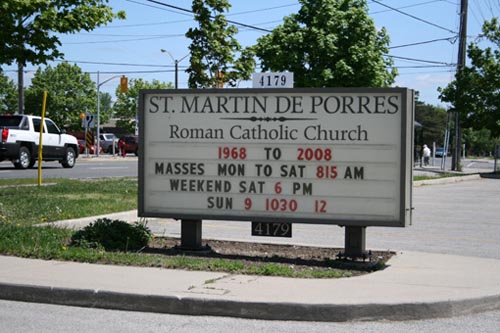 4179
ST. MARTIN DE PORRES
Roman Catholic Church
1968 TO 2008
MASSES MON TO SAT 815 AM
WEEKEND SAT 6 PM
SUN 9 1030 12
4179